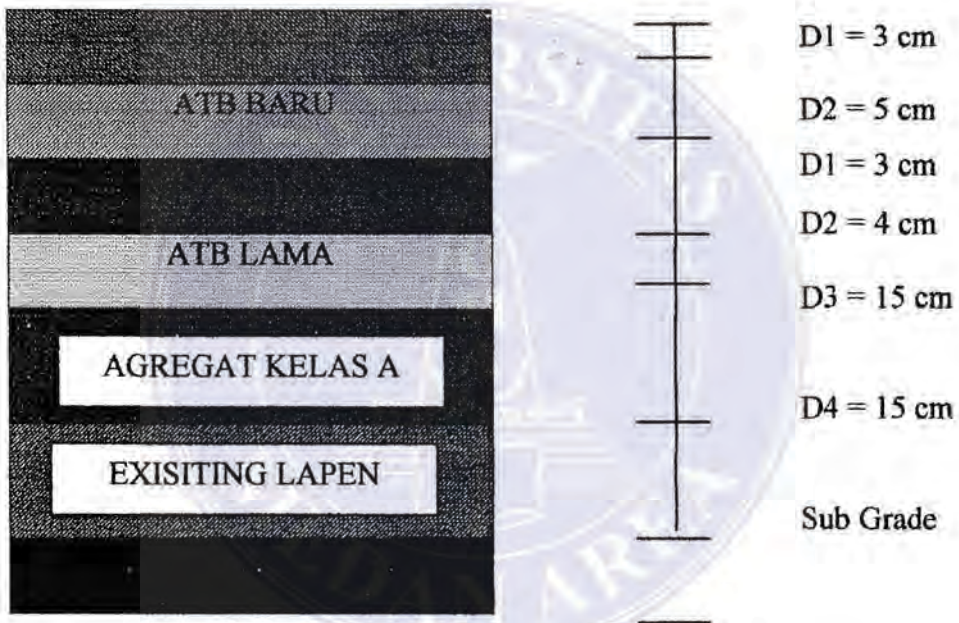 ATB BARU
ATB LAMA
AGREGAT KELAS A
EXISITING LAPEN
D1 = 3 cm
D2 = 5 cm
D1 = 3 cm
D2 = 4 cm
D3 = 15 cm
D4 = 15 cm
Sub Grade